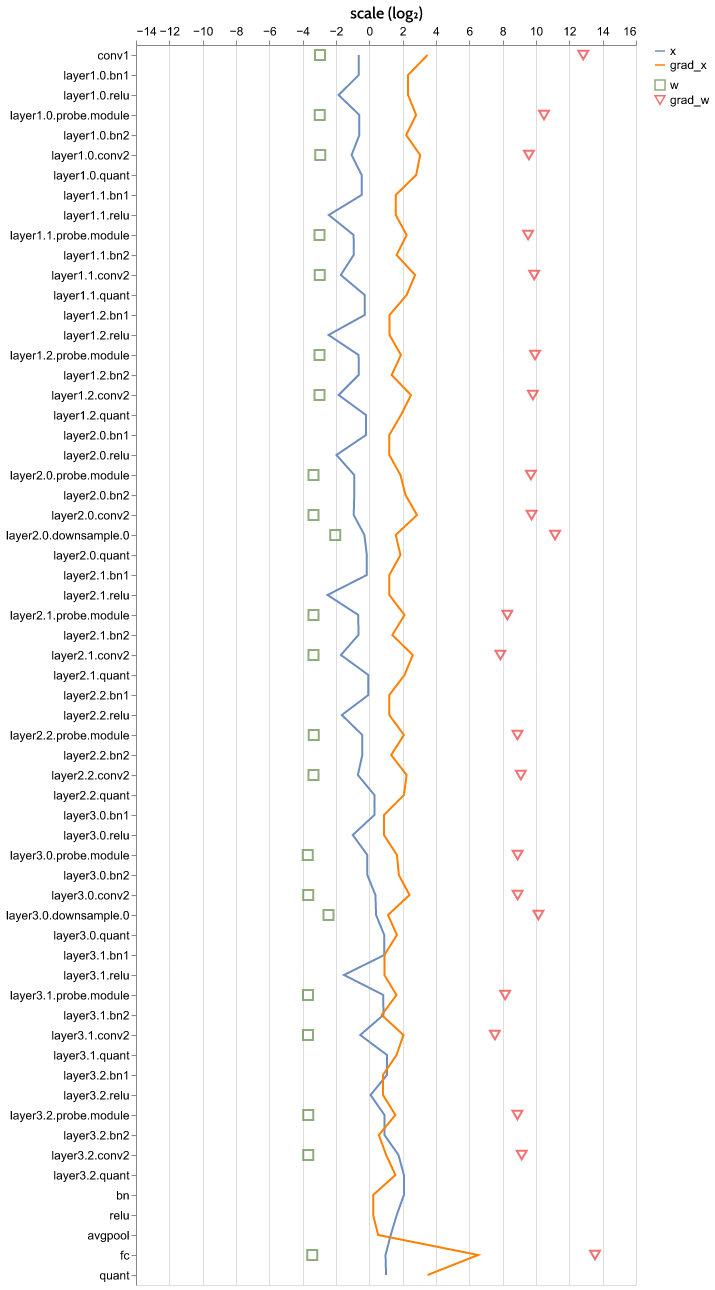 scale (log₂)
−14 −12 −10 −8 −6 −4 −2 0 2 4 6 8 10 12 14 16
x
grad_x
w
grad_w
conv1
layer1.0.bn1
layer1.0.relu
layer1.0.probe.module
layer1.0.bn2
layer1.0.conv2
layer1.0.quant
layer1.1.bn1
layer1.1.relu
layer1.1.probe.module
layer1.1.bn2
layer1.1.conv2
layer1.1.quant
layer1.2.bn1
layer1.2.relu
layer1.2.probe.module
layer1.2.bn2
layer1.2.conv2
layer1.2.quant
layer2.0.bn1
layer2.0.relu
layer2.0.probe.module
layer2.0.bn2
layer2.0.conv2
layer2.0.downsample.0
layer2.0.quant
layer2.1.bn1
layer2.1.relu
layer2.1.probe.module
layer2.1.bn2
layer2.1.conv2
layer2.1.quant
layer2.2.bn1
layer2.2.relu
layer2.2.probe.module
layer2.2.bn2
layer2.2.conv2
layer2.2.quant
layer3.0.bn1
layer3.0.relu
layer3.0.probe.module
layer3.0.bn2
layer3.0.conv2
layer3.0.downsample.0
layer3.0.quant
layer3.1.bn1
layer3.1.relu
layer3.1.probe.module
layer3.1.bn2
layer3.1.conv2
layer3.1.quant
layer3.2.bn1
layer3.2.relu
layer3.2.probe.module
layer3.2.bn2
layer3.2.conv2
layer3.2.quant
bn
relu
avgpool
fc
quant